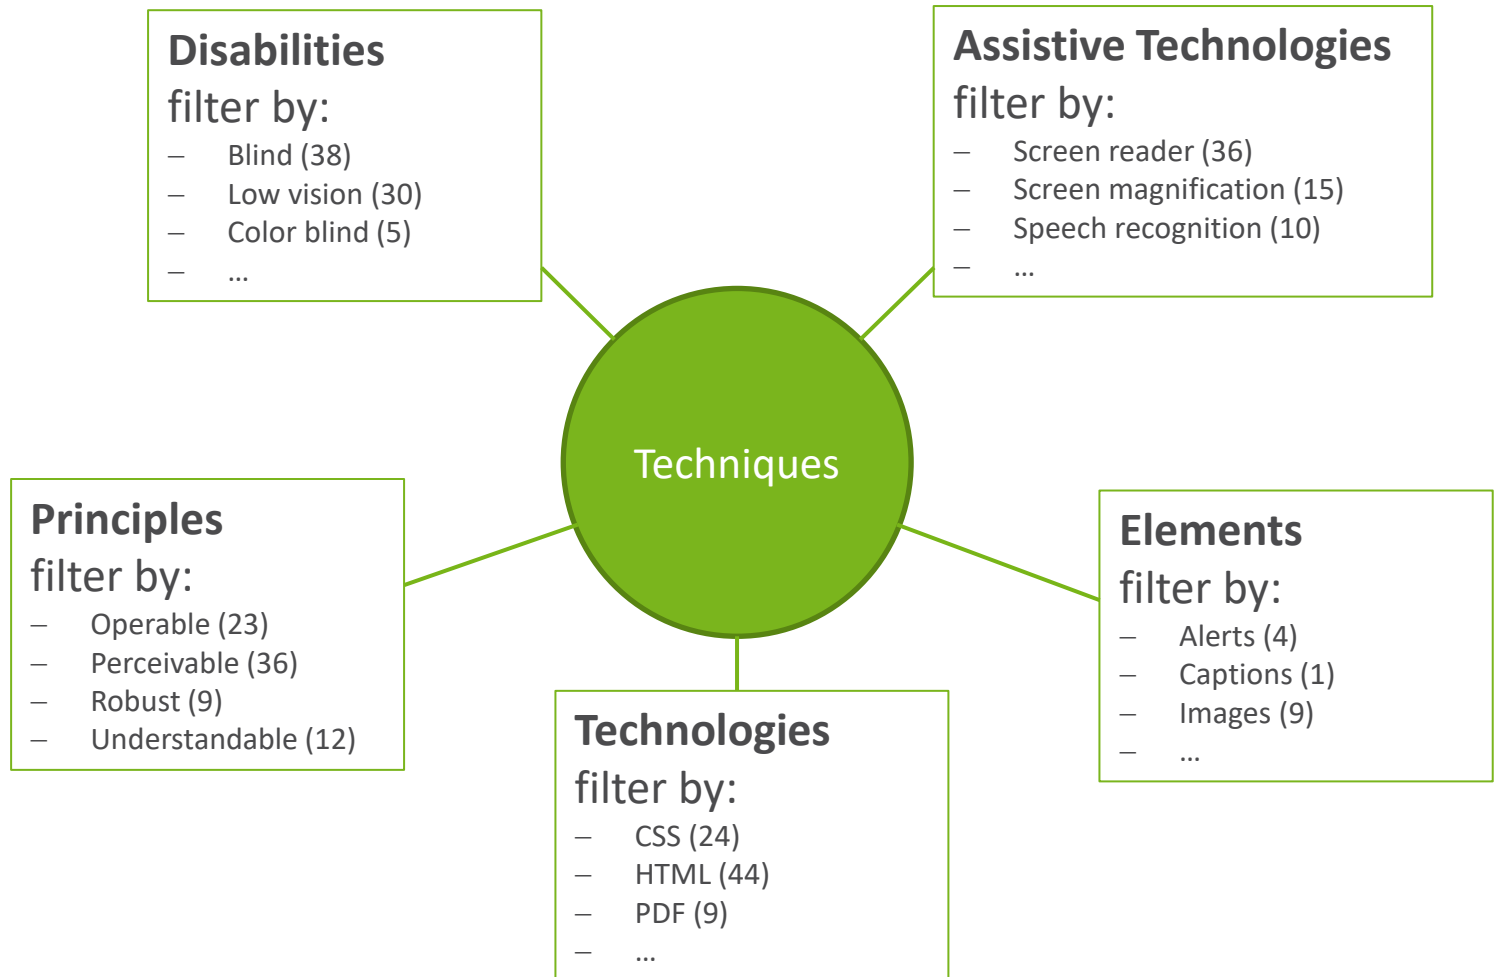 Disabilities
filter by:
– Blind (38)
– Low vision (30)
– Color blind (5)
– ...
Assistive Technologies
filter by:
– Screen reader (36)
– Screen magnification (15)
– Speech recognition (10)
– ...
Techniques
Principles
filter by:
– Operable (23)
– Perceivable (36)
– Robust (9)
– Understandable (12)
Elements
filter by:
– Alerts (4)
– Captions (1)
– Images (9)
– ...
Technologies
filter by:
– CSS (24)
– HTML (44)
– PDF (9)
– ...